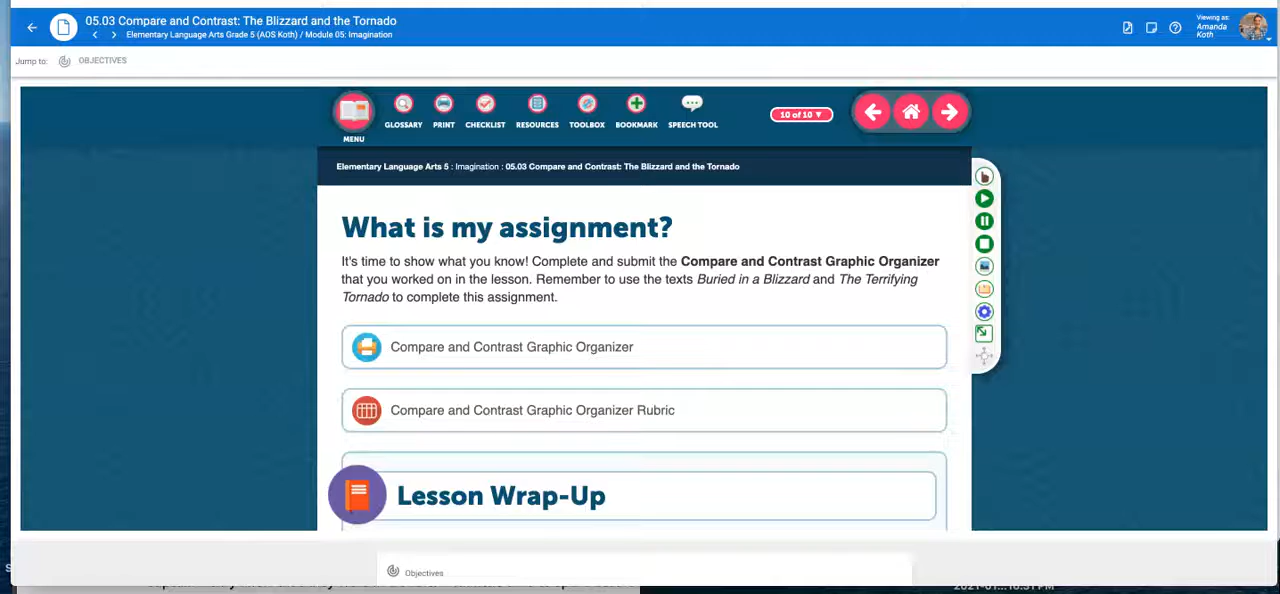 05.03 Compare and Contrast: The Blizzard and the Tornado
Elementary Language Arts Grade 5 (AOS Koth) / Module 05: Imagination
Viewing as:
Amanda
Koth
Jump to: OBJECTIVES
MENU
GLOSSARY
PRINT
CHECKLIST
RESOURCES
TOOLBOX
BOOKMARK
SPEECH TOOL
10 of 10 ▼
Elementary Language Arts 5 : Imagination : 05.03 Compare and Contrast: The Blizzard and the Tornado
What is my assignment?
It's time to show what you know! Complete and submit the Compare and Contrast Graphic Organizer
that you worked on in the lesson. Remember to use the texts Buried in a Blizzard and The Terrifying
Tornado to complete this assignment.
Compare and Contrast Graphic Organizer
Compare and Contrast Graphic Organizer Rubric
Lesson Wrap-Up
Objectives